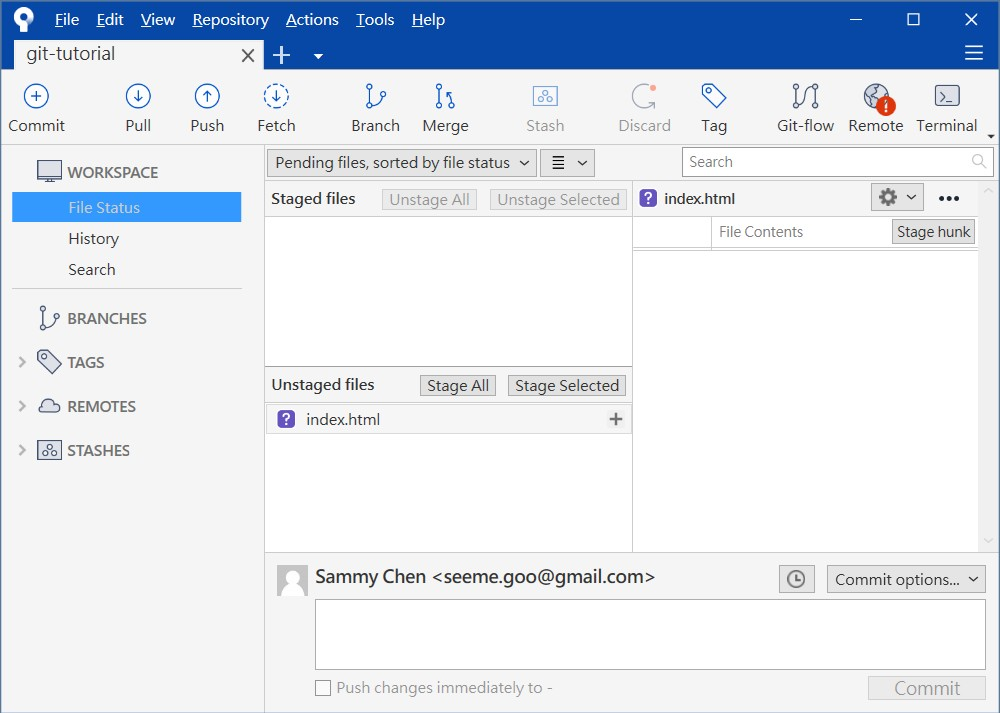 File Edit View Repository Actions Tools Help
git-tutorial
Commit Pull Push Fetch Branch Merge Stash Discard Tag Git-flow Remote Terminal
WORKSPACE
File Status
History
Search
BRANCHES
TAGS
REMOTES
STASHES
Pending files, sorted by file status
Search
Staged files Unstage All Unstage Selected
Unstaged files Stage All Stage Selected
? index.html
? index.html
File Contents Stage hunk
Sammy Chen <seeme.goo@gmail.com>
Commit options...
Push changes immediately to -
Commit